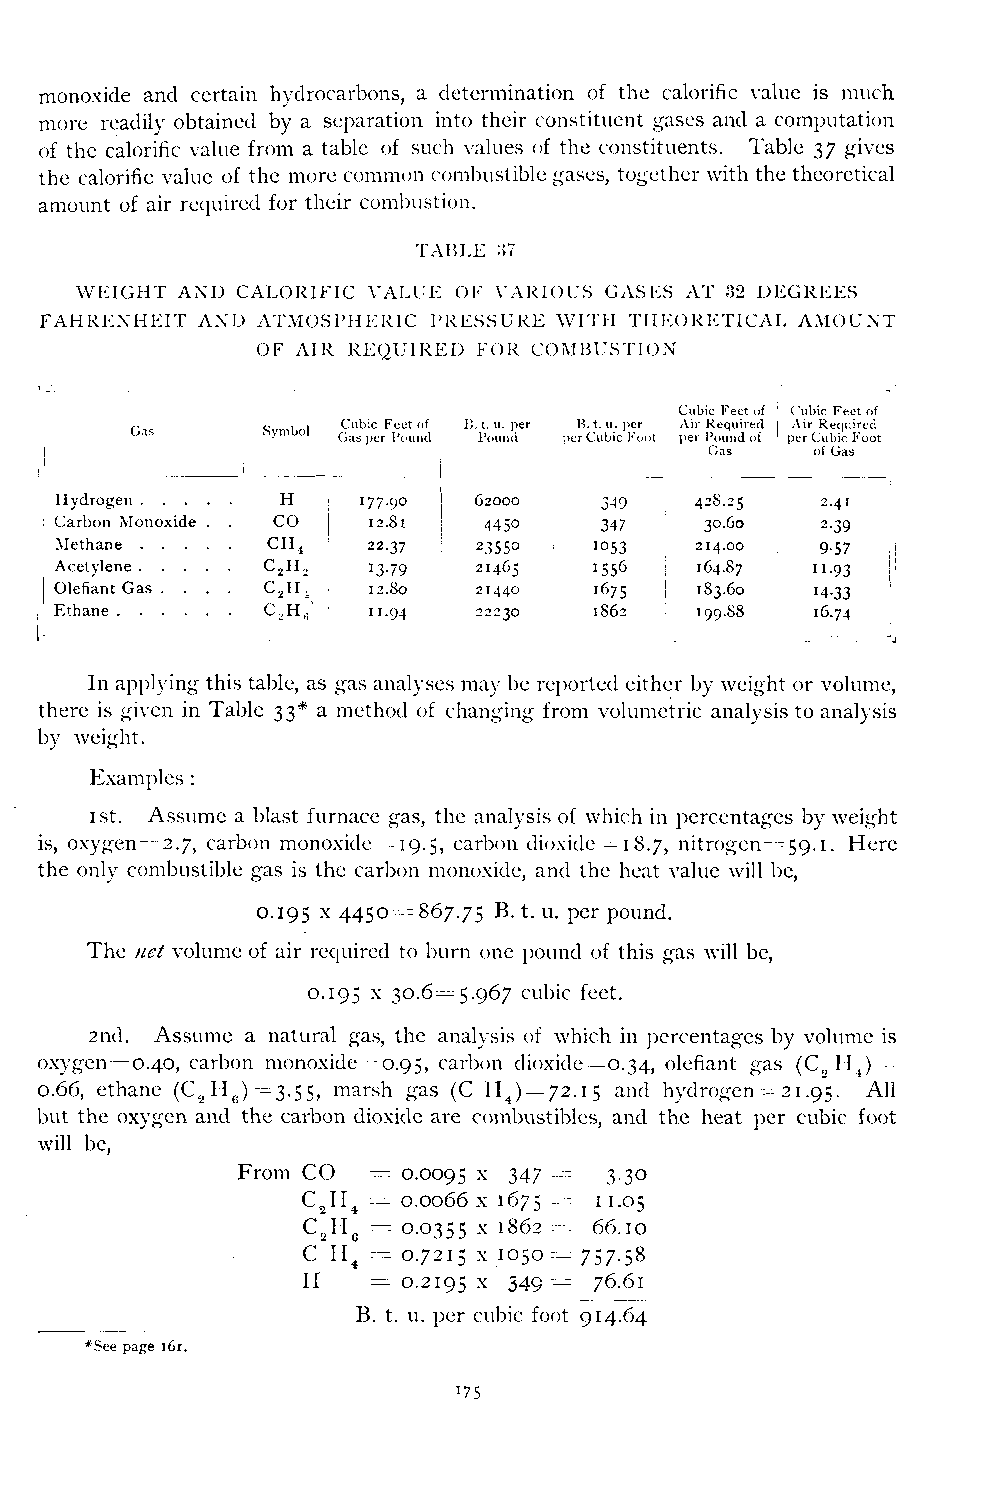 monoxide and certain hydrocarbons, a determination of the calorific value is much
more readily obtained by a separation into their constituent gases and a computation
of the calorific value from a table of such values of the constituents. Table 37 gives
the calorific value of the more common combustible gases, together with the theoretical
amount of air required for their combustion.
TABLE 37
WEIGHT AND CALORIFIC VALUE OF VARIOUS GASES AT 32 DEGREES
FAHRENHEIT AND ATMOSPHERIC PRESSURE WITH THEORETICAL AMOUNT
OF AIR REQUIRED FOR COMBUSTION
Gas Symbol Cubic Feet of Gas per Pound B. t. u. per Pound B. t. u. per Cubic Foot Cubic Feet of Air Required per Pound of Gas Cubic Feet of Air Required per Cubic Foot of Gas
Hydrogen . . . . . H 177.90 62000 349 428.25 2.41
Carbon Monoxide . . CO 12.81 4450 347 30.60 2.39
Methane . . . . . CH4 22.37 23550 1053 214.00 9.57
Acetylene . . . . . C2H2 13.79 21465 1556 164.87 11.93
Olefiant Gas . . . . C2H4 12.80 21440 1675 183.60 14.33
Ethane . . . . . . C2H6 11.94 22230 1862 199.88 16.74
In applying this table, as gas analyses may be reported either by weight or volume,
there is given in Table 33* a method of changing from volumetric analysis to analysis
by weight.
Examples:
1st. Assume a blast furnace gas, the analysis of which in percentages by weight
is, oxygen=2.7, carbon monoxide=19.5, carbon dioxide=18.7, nitrogen=59.1. Here
the only combustible gas is the carbon monoxide, and the heat value will be,
0.195 x 4450=867.75 B. t. u. per pound.
The net volume of air required to burn one pound of this gas will be,
0.195 x 30.6=5.967 cubic feet.
2nd. Assume a natural gas, the analysis of which in percentages by volume is
oxygen=0.40, carbon monoxide=0.95, carbon dioxide=0.34, olefiant gas (C2 H4)=
0.66, ethane (C2 H6)=3.55, marsh gas (C H4)=72.15 and hydrogen=21.95. All
but the oxygen and the carbon dioxide are combustibles, and the heat per cubic foot
will be,
From CO = 0.0095 x 347 = 3.30
C2H4 = 0.0066 x 1675 = 11.05
C2H6 = 0.0355 x 1862 = 66.10
C H4 = 0.7215 x 1050 = 757.58
H = 0.2195 x 349 = 76.61
B. t. u. per cubic foot 914.64
*See page 161.
175